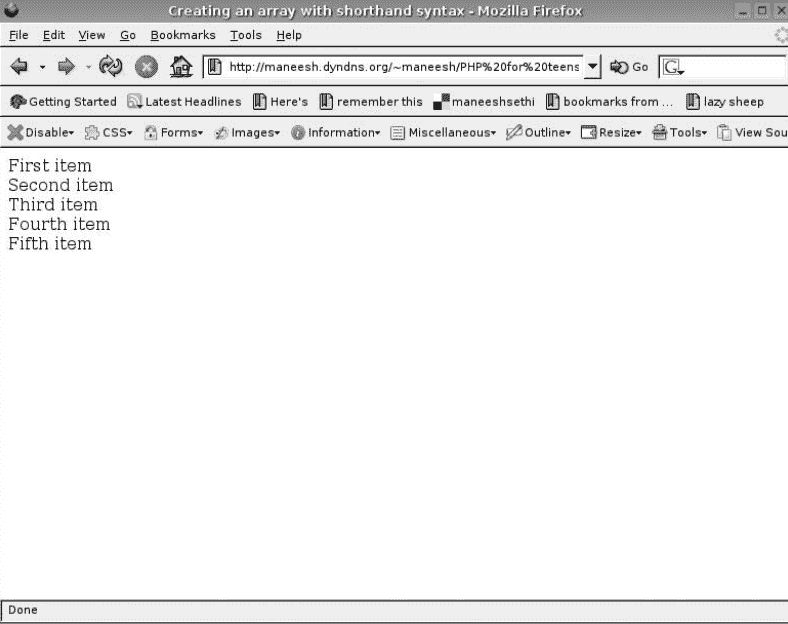 Creating an array with shorthand syntax - Mozilla Firefox
File Edit View Go Bookmarks Tools Help
http://maneesh.dyndns.org/~maneesh/PHP%20for%20teens Go G
Getting Started Latest Headlines Here's remember this maneeshsethi bookmarks from ... lazy sheep
Disable CSS Forms Images Information Miscellaneous Outline Resize Tools View Sou
First item
Second item
Third item
Fourth item
Fifth item
Done